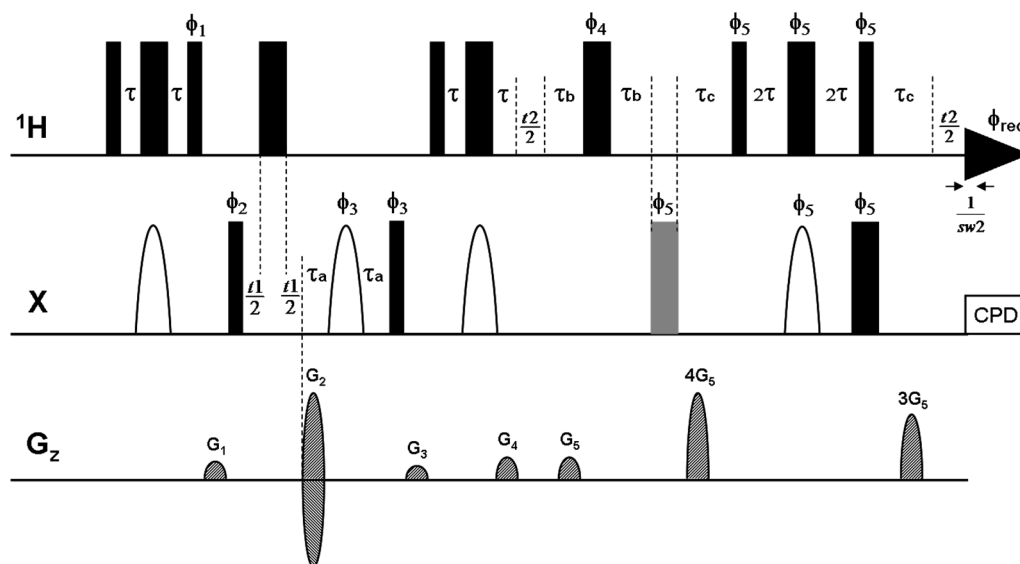 ϕ1 ϕ4 ϕ5 ϕ5 ϕ5
τ τ τ τ t2/2 τb τb τc 2τ 2τ τc t2/2
1H ϕrec
1/sw2
ϕ2 ϕ3 ϕ3 ϕ5 ϕ5 ϕ5
t1/2 t1/2 τa τa
X CPD
G2 4G5 3G5
Gz G1 G3 G4 G5